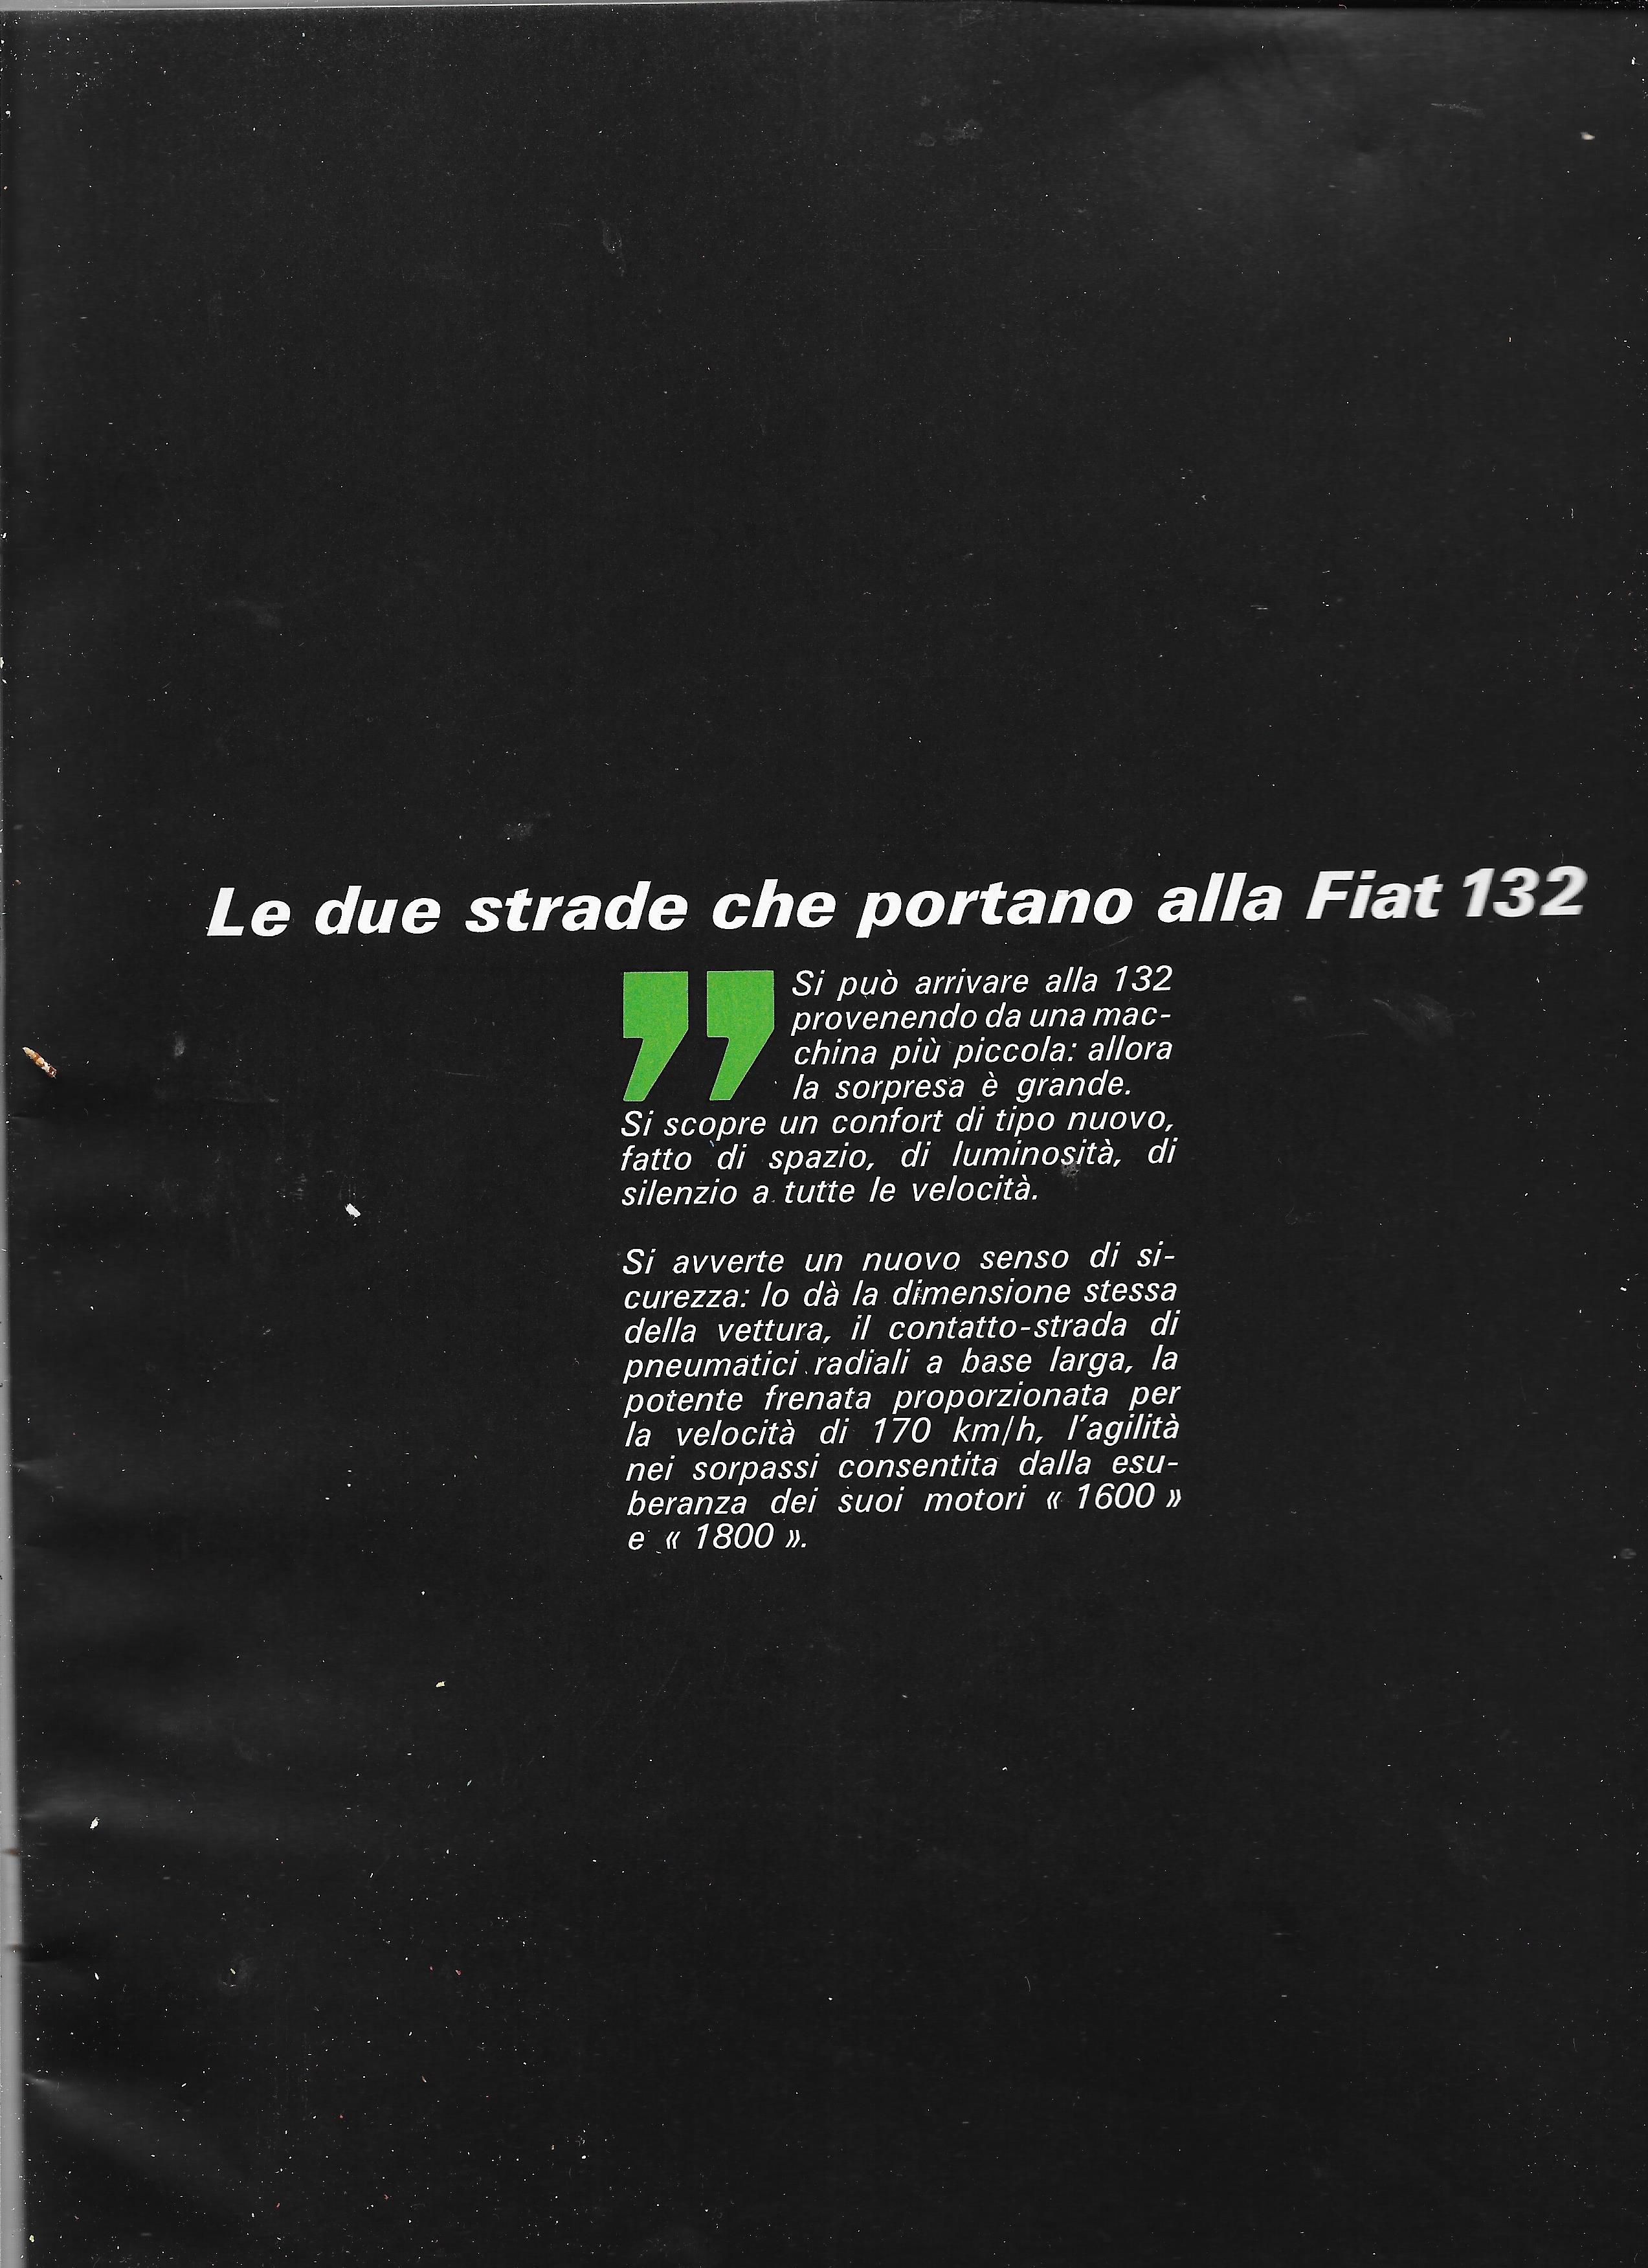 Le due strade che portano alla Fiat 132
” Si può arrivare alla 132
provenendo da una mac-
china più piccola: allora
la sorpresa è grande.
Si scopre un confort di tipo nuovo,
fatto di spazio, di luminosità, di
silenzio a tutte le velocità.
Si avverte un nuovo senso di si-
curezza: lo dà la dimensione stessa
della vettura, il contatto-strada di
pneumatici radiali a base larga, la
potente frenata proporzionata per
la velocità di 170 km/h, l'agilità
nei sorpassi consentita dalla esu-
beranza dei suoi motori « 1600 »
e « 1800 ».